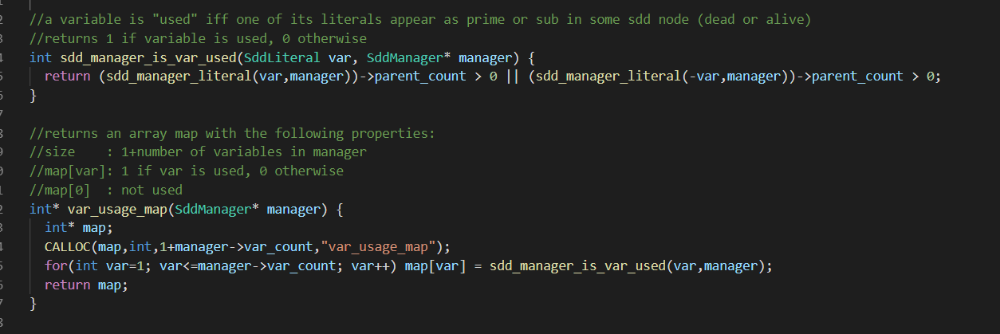 //a variable is "used" iff one of its literals appear as prime or sub in some sdd node (dead or alive)
//returns 1 if variable is used, 0 otherwise
int sdd_manager_is_var_used(SddLiteral var, SddManager* manager) {
  return (sdd_manager_literal(var,manager))->parent_count > 0 || (sdd_manager_literal(-var,manager))->parent_count > 0;
}

//returns an array map with the following properties:
//size    : 1+number of variables in manager
//map[var]: 1 if var is used, 0 otherwise
//map[0]  : not used
int* var_usage_map(SddManager* manager) {
  int* map;
  CALLOC(map,int,1+manager->var_count,"var_usage_map");
  for(int var=1; var<=manager->var_count; var++) map[var] = sdd_manager_is_var_used(var,manager);
  return map;
}